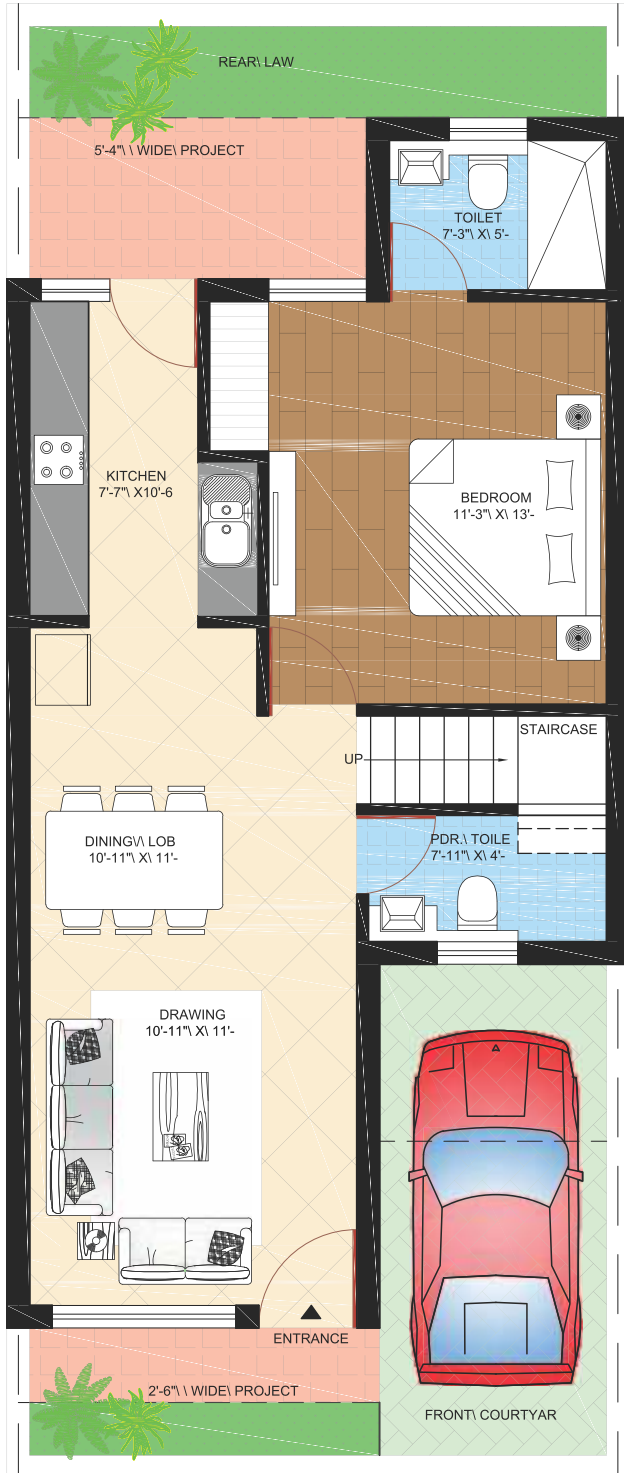 REAR\ LAW
5'-4"\ \ WIDE\ PROJECT
TOILET
7'-3"\ X\ 5'-
KITCHEN
7'-7"\ X10'-6
BEDROOM
11'-3"\ X\ 13'-
STAIRCASE
UP
DINING\/\ LOB
10'-11"\ X\ 11'-
PDR.\ TOILE
7'-11"\ X\ 4'-
DRAWING
10'-11"\ X\ 11'-
ENTRANCE
2'-6"\ \ WIDE\ PROJECT
FRONT\ COURTYAR